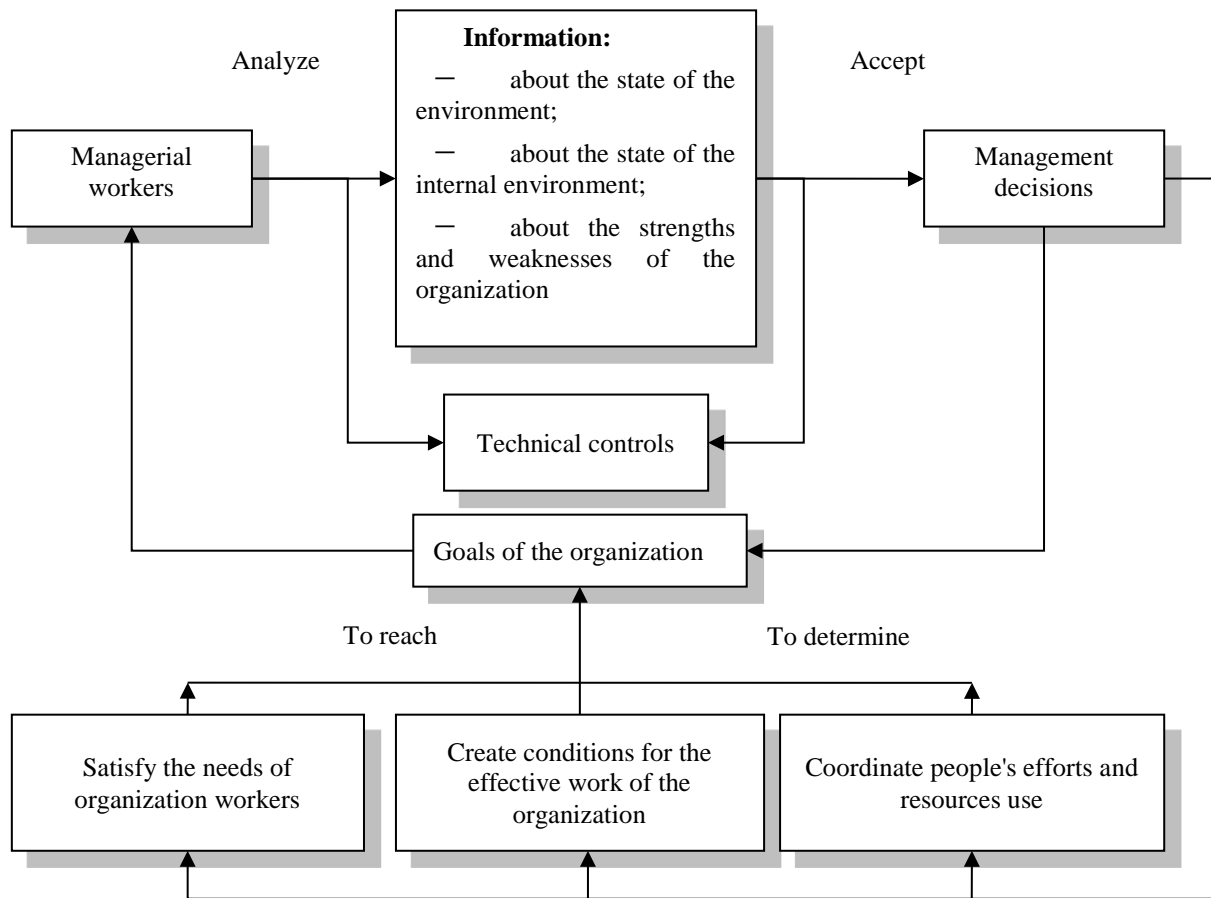 Analyze
Information:
— about the state of the
environment;
— about the state of the
internal environment;
— about the strengths
and weaknesses of the
organization
Accept
Managerial
workers
Management
decisions
Technical controls
Goals of the organization
To reach
To determine
Satisfy the needs of
organization workers
Create conditions for the
effective work of the
organization
Coordinate people's efforts and
resources use